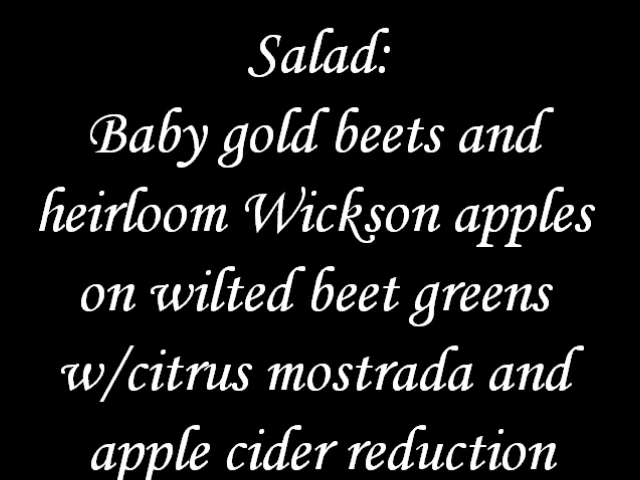 Salad:
Baby gold beets and
heirloom Wickson apples
on wilted beet greens
w/citrus mostrada and
apple cider reduction